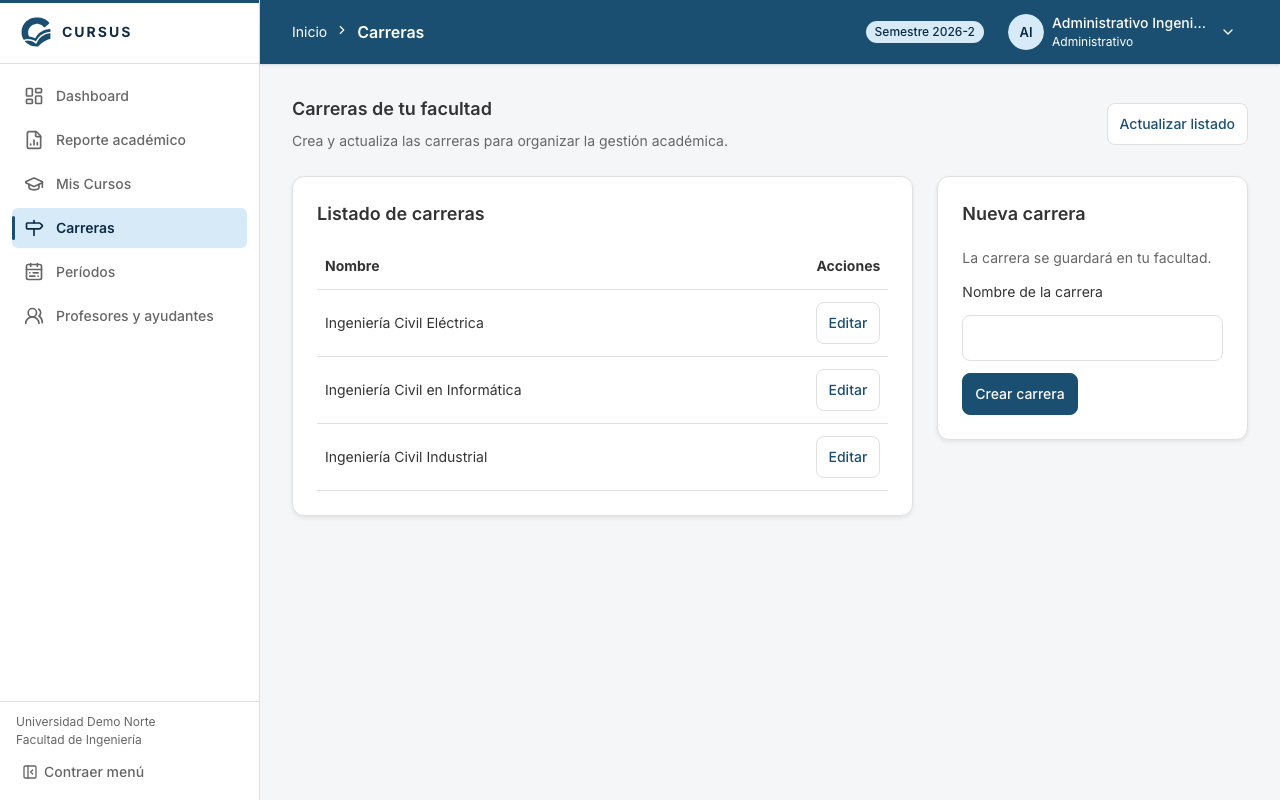 CURSUS
Inicio
Carreras
Semestre 2026-2
AI
Administrativo Ingeni...
Administrativo
Dashboard
Reporte académico
Mis Cursos
Carreras
Períodos
Profesores y ayudantes
Carreras de tu facultad
Crea y actualiza las carreras para organizar la gestión académica.
Actualizar listado
Listado de carreras
Nombre Acciones
Ingeniería Civil Eléctrica Editar
Ingeniería Civil en Informática Editar
Ingeniería Civil Industrial Editar
Nueva carrera
La carrera se guardará en tu facultad.
Nombre de la carrera
Crear carrera
Universidad Demo Norte
Facultad de Ingeniería
Contraer menú